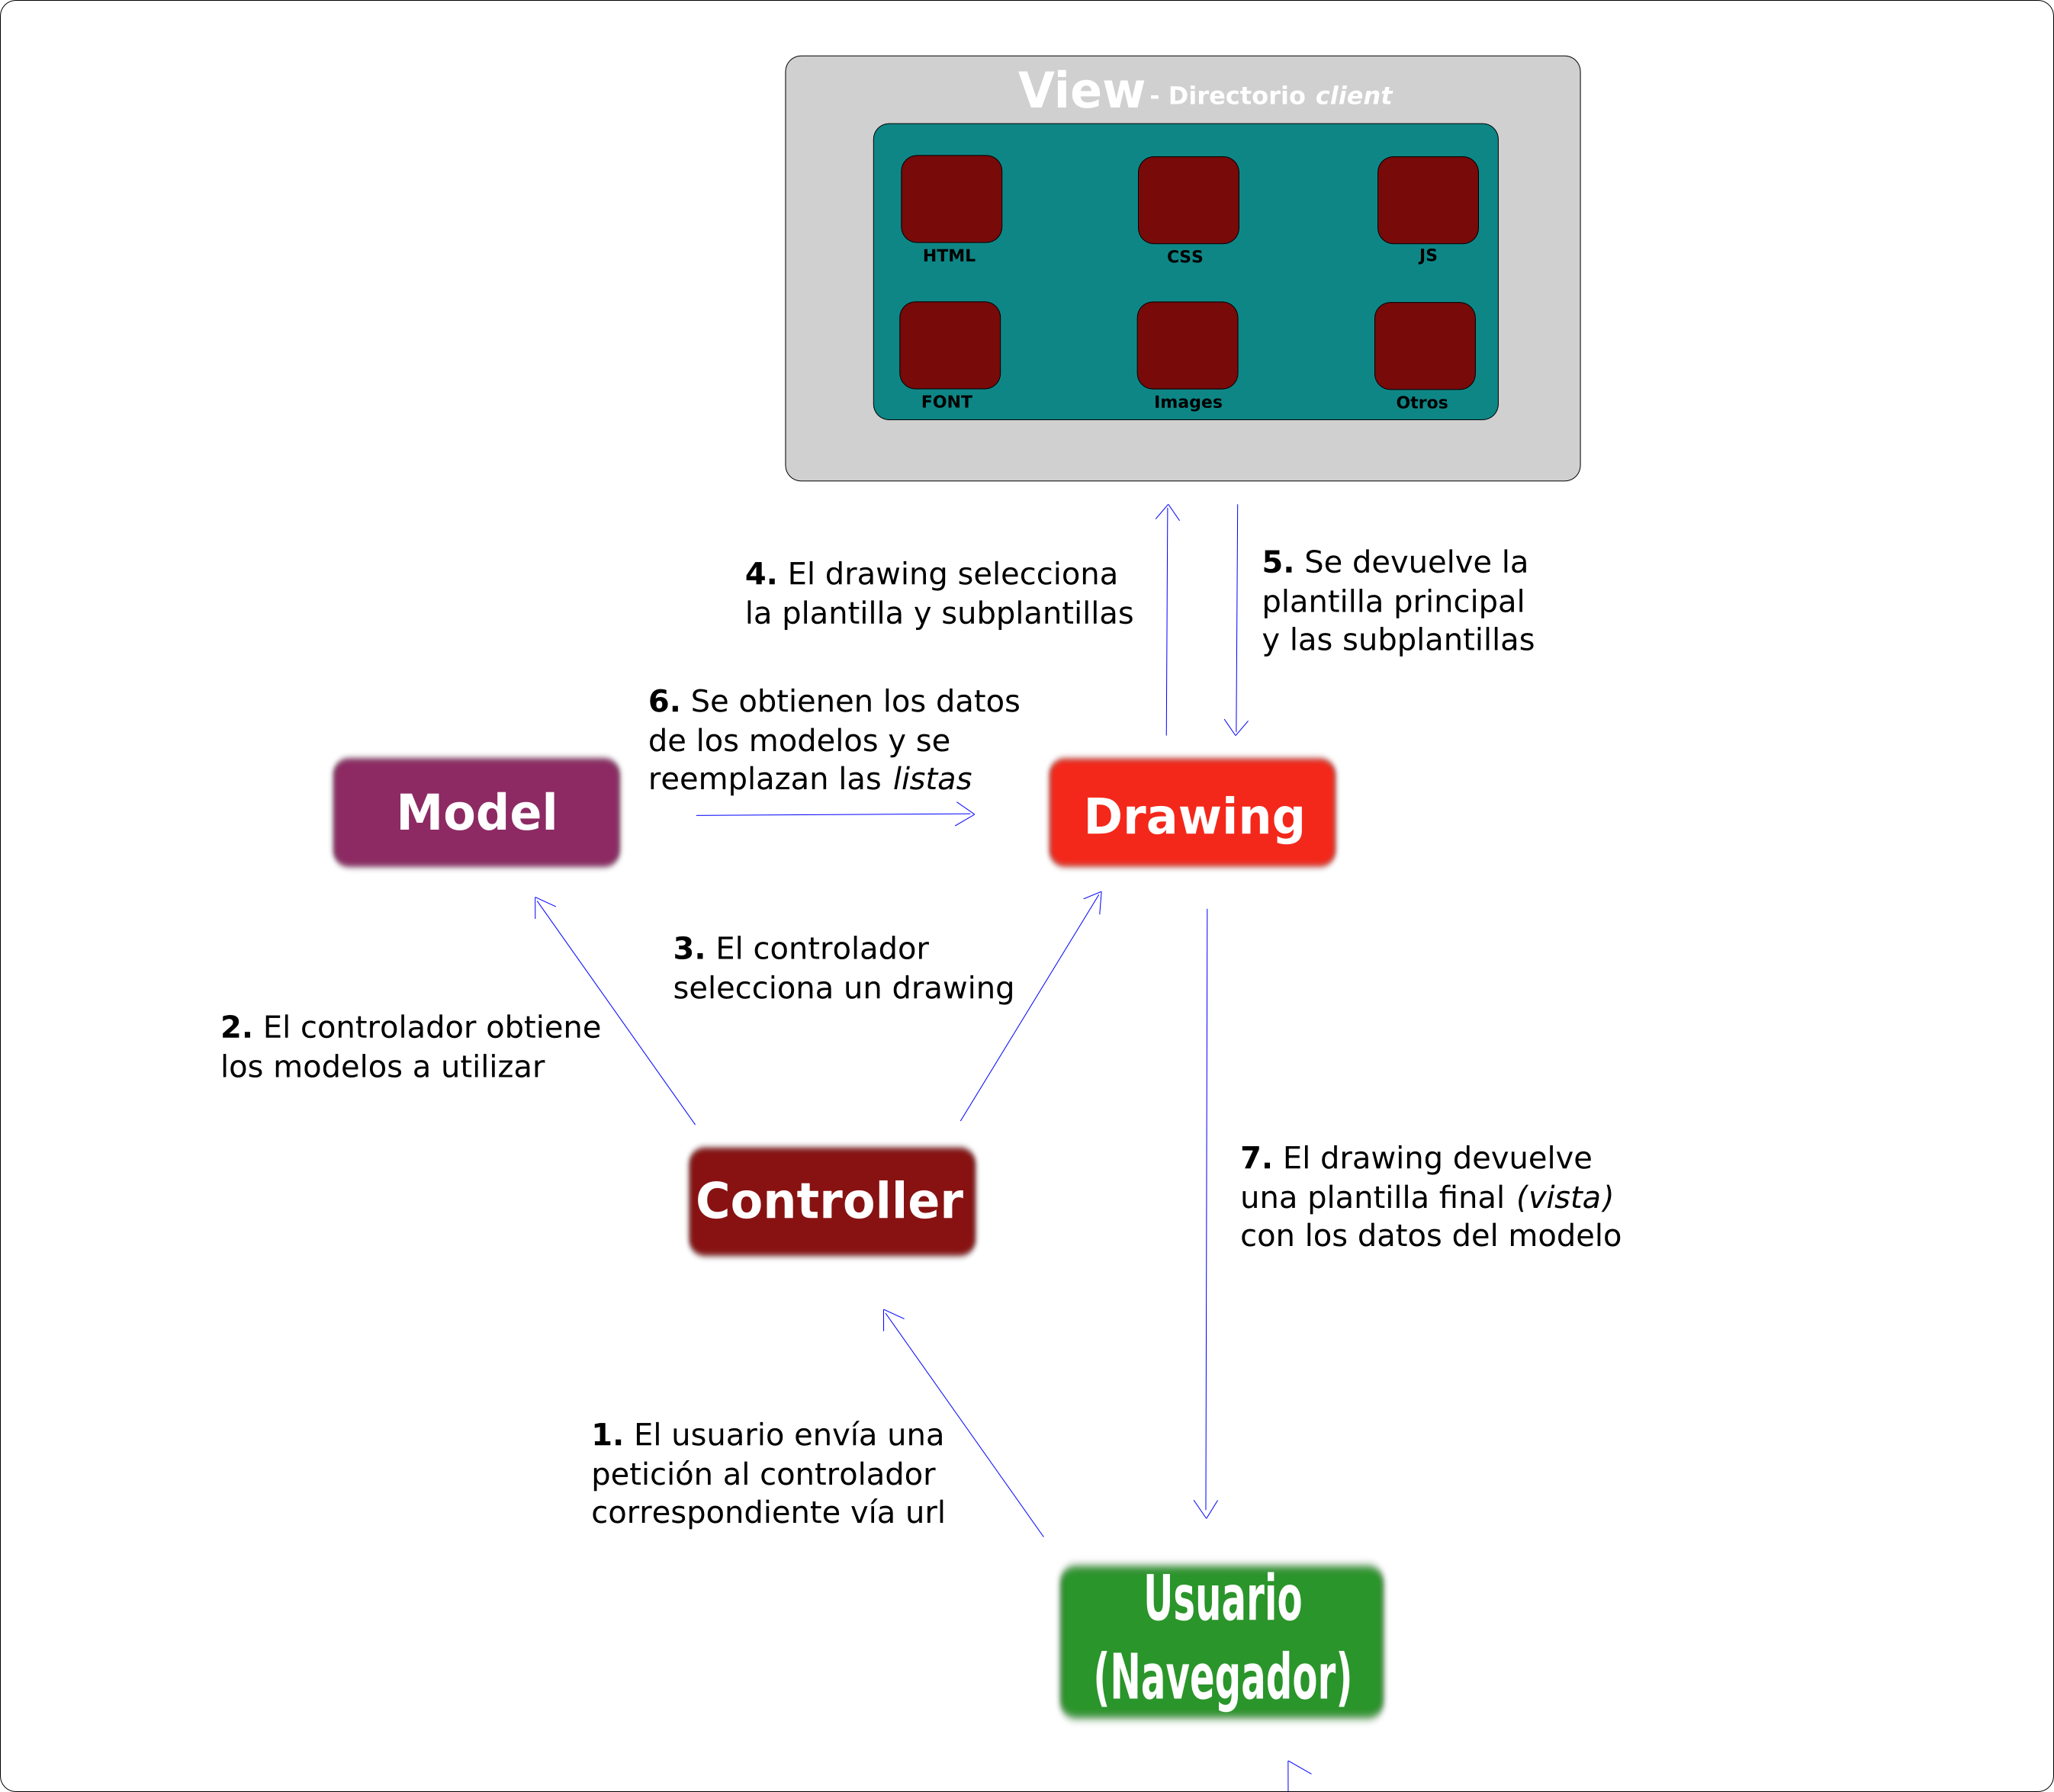 View - Directorio client
HTML
CSS
JS
FONT
Images
Otros
4. El drawing selecciona
la plantilla y subplantillas
5. Se devuelve la
plantilla principal
y las subplantillas
6. Se obtienen los datos
de los modelos y se
reemplazan las listas
Model
Drawing
3. El controlador
selecciona un drawing
2. El controlador obtiene
los modelos a utilizar
Controller
7. El drawing devuelve
una plantilla final (vista)
con los datos del modelo
1. El usuario envía una
petición al controlador
correspondiente vía url
Usuario
(Navegador)